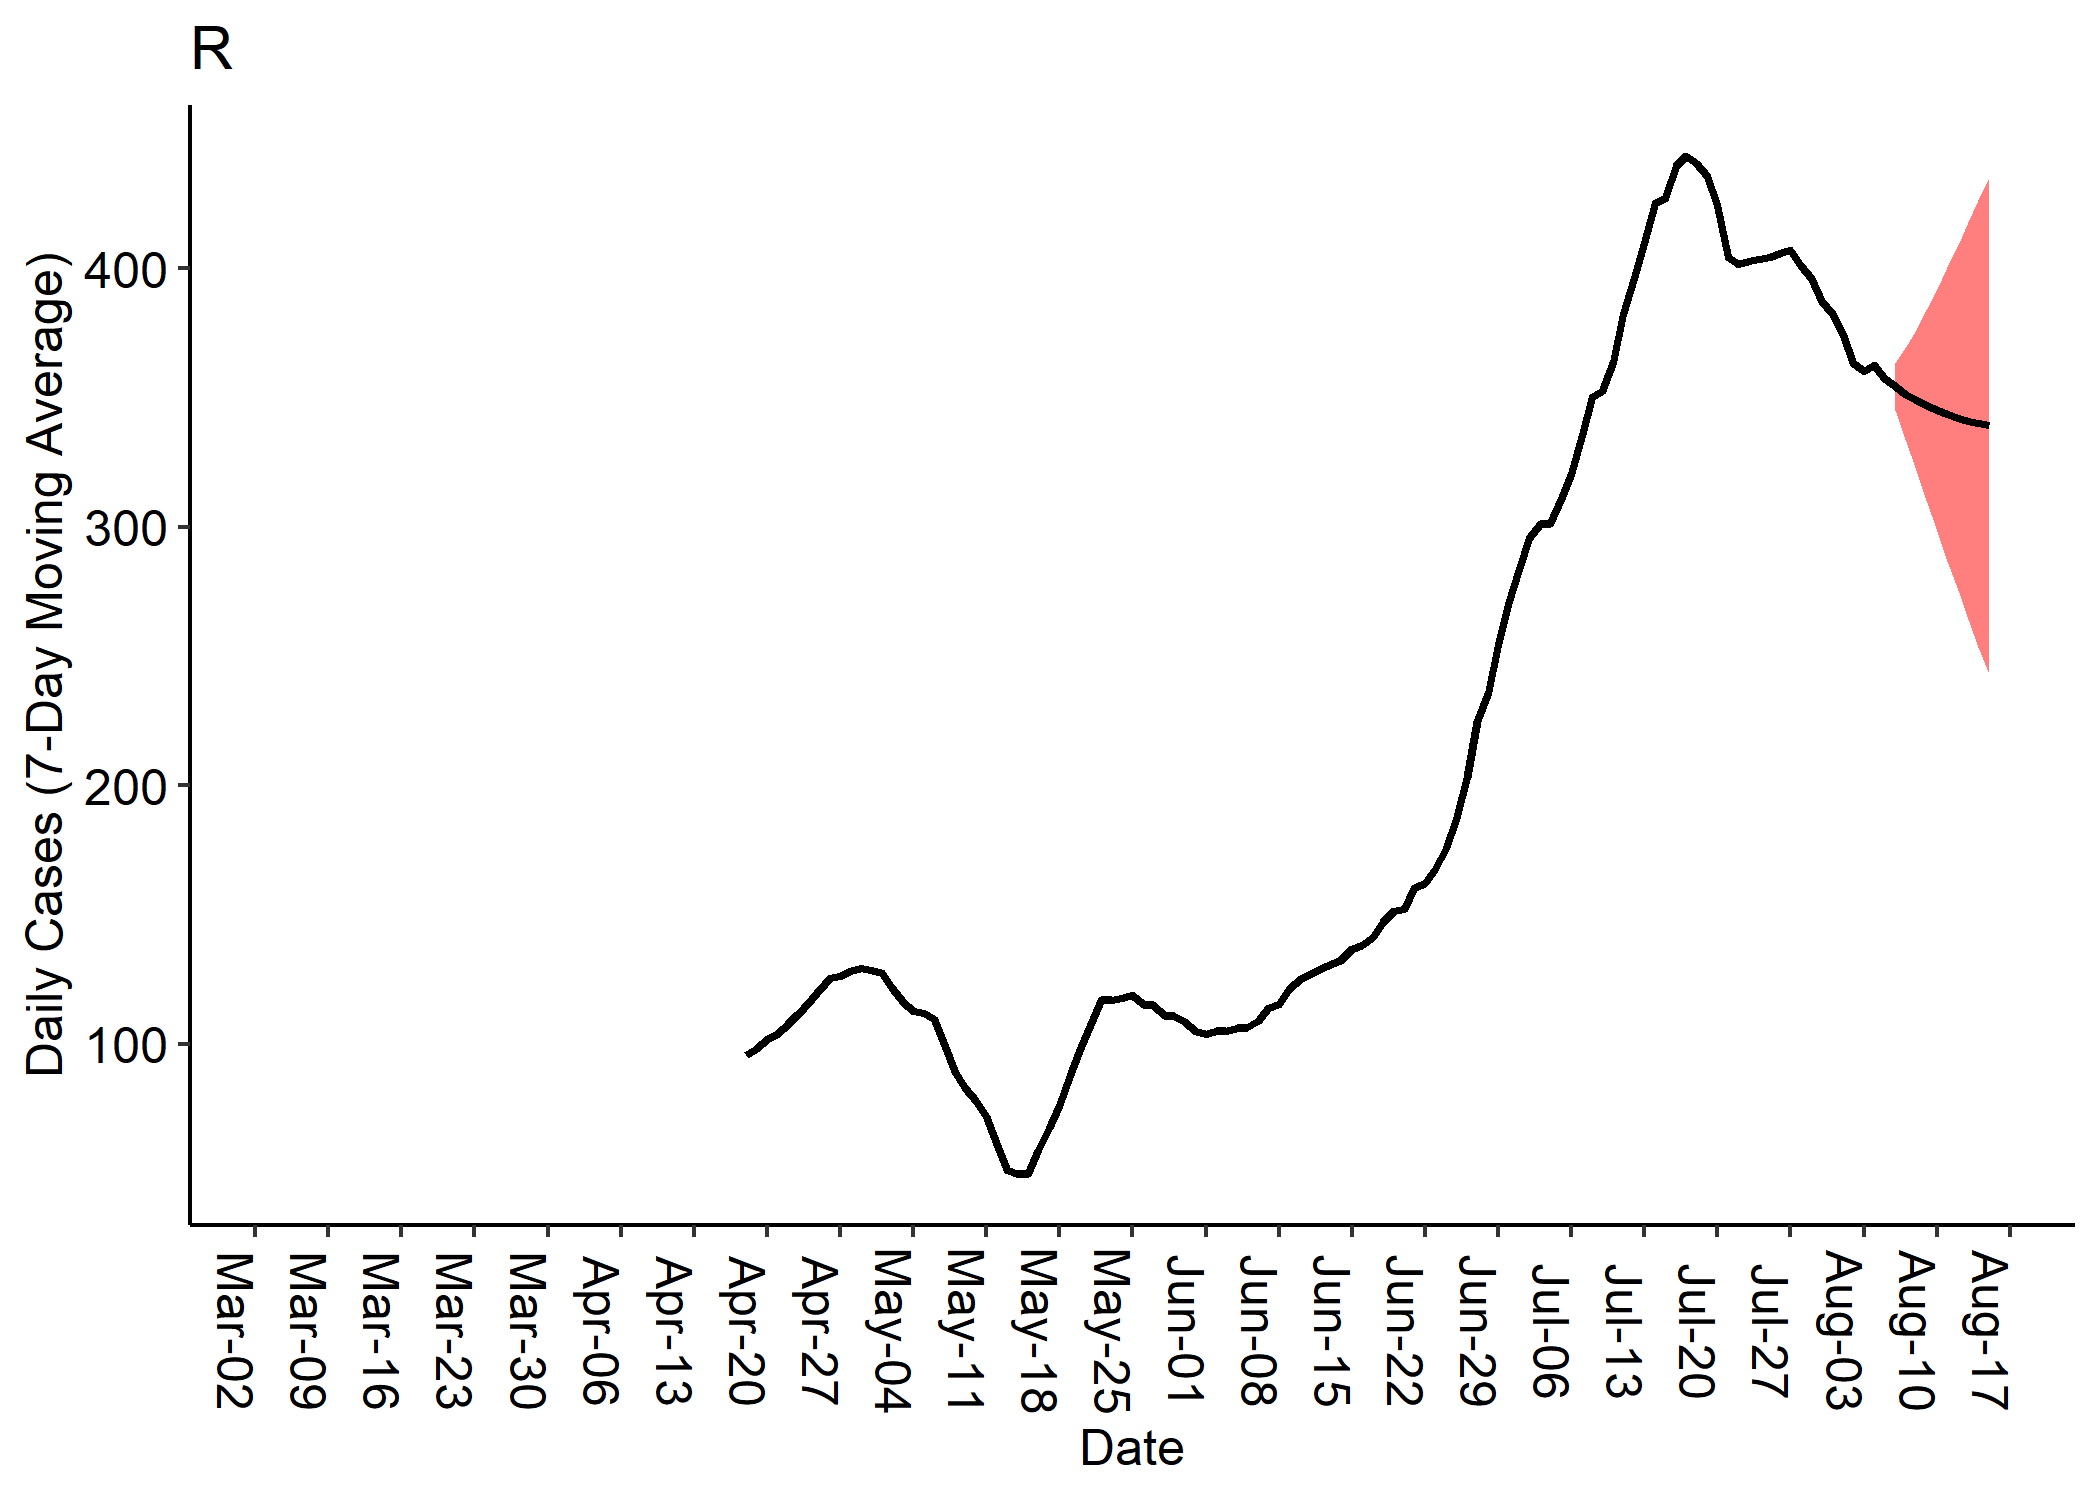 R
Daily Cases (7-Day Moving Average)
400
300
200
100
Mar-02
Mar-09
Mar-16
Mar-23
Mar-30
Apr-06
Apr-13
Apr-20
Apr-27
May-04
May-11
May-18
May-25
Jun-01
Jun-08
Jun-15
Jun-22
Jun-29
Jul-06
Jul-13
Jul-20
Jul-27
Aug-03
Aug-10
Aug-17
Date